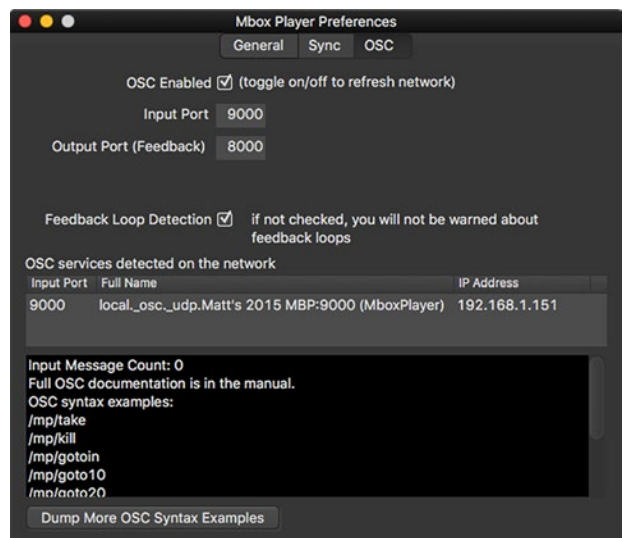 Mbox Player Preferences
General Sync OSC
OSC Enabled (toggle on/off to refresh network)
Input Port 9000
Output Port (Feedback) 8000
Feedback Loop Detection if not checked, you will not be warned about
feedback loops
OSC services detected on the network
Input Port Full Name IP Address
9000 local._osc._udp.Matt's 2015 MBP:9000 (MboxPlayer) 192.168.1.151
Input Message Count: 0
Full OSC documentation is in the manual.
OSC syntax examples:
/mp/take
/mp/kill
/mp/gotoin
/mp/goto10
/mp/goto20
Dump More OSC Syntax Examples